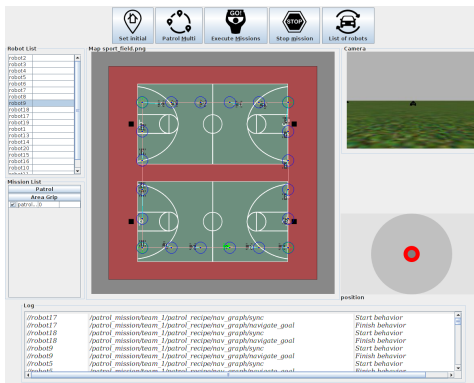 GO!
STOP
Set Initial
Patrol Multi
Execute Missions
Stop mission
List of robots
Robot List
Map sport_field.png
Camera
robot2
robot3
robot4
robot5
robot6
robot7
robot8
robot9
robot18
robot17
robot19
robot1
robot13
robot14
robot20
robot15
robot16
robot10
Mission List
Patrol
Area Grip
position
Log
//robot17 /patrol_mission/team_1/patrol_recipe/nav_graph/sync Start behavior
//robot17 /patrol_mission/team_1/patrol_recipe/nav_graph/navigate_goal Finish behavior
//robot18 /patrol_mission/team_1/patrol_recipe/nav_graph/sync Start behavior
//robot18 /patrol_mission/team_1/patrol_recipe/nav_graph/navigate_goal Finish behavior
//robot9 /patrol_mission/team_1/patrol_recipe/nav_graph/sync Start behavior
//robot9 /patrol_mission/team_1/patrol_recipe/nav_graph/navigate_goal Finish behavior
//robot18 /patrol_mission/team_1/patrol_recipe/nav_graph/sync Start behavior